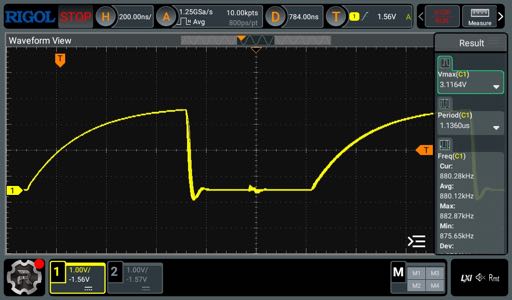 RIGOL STOP H 200.00ns/ A 1.25GSa/s 10.00kpts D 784.00ns T 1 1.56V A Measure
Avg 800ps/pt
Waveform View
Result
T
Vmax(C1)
3.1164V
Period(C1)
1.1360us
T
Freq(C1)
Cur:
880.28kHz
Avg:
880.12kHz
1
Max:
882.87kHz
Min:
875.65kHz
Dev:
1 1.00V/ -1.56V
2 1.00V/ -1.57V
M M1 M3
M2 M4
LXI Rmt